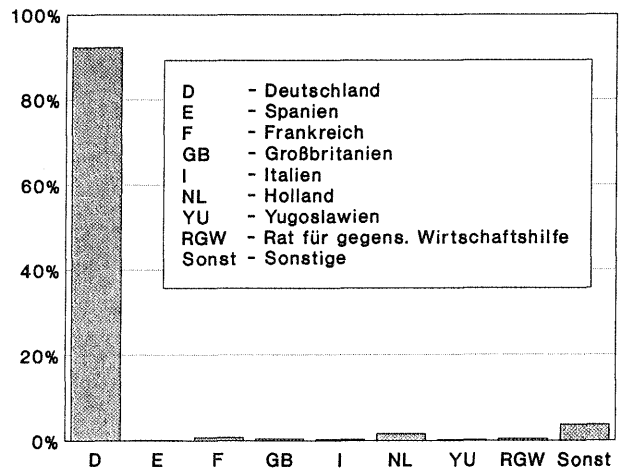 100%
80%
60%
40%
20%
0%
D - Deutschland
E - Spanien
F - Frankreich
GB - Großbritanien
I - Italien
NL - Holland
YU - Yugoslawien
RGW - Rat für gegens. Wirtschaftshilfe
Sonst - Sonstige
D E F GB I NL YU RGW Sonst